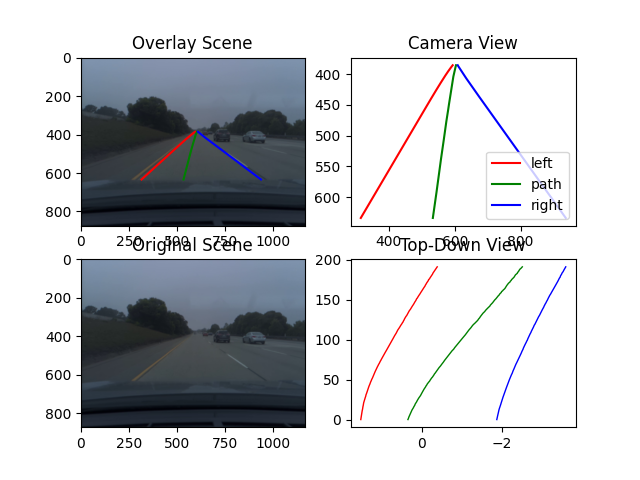 Overlay Scene
0
200
400
600
800
0 250 500 750 1000
Camera View
400
450
500
550
600
400 600 800
left
path
right
Original Scene
0
200
400
600
800
0 250 500 750 1000
Top-Down View
200
150
100
50
0
0 −2